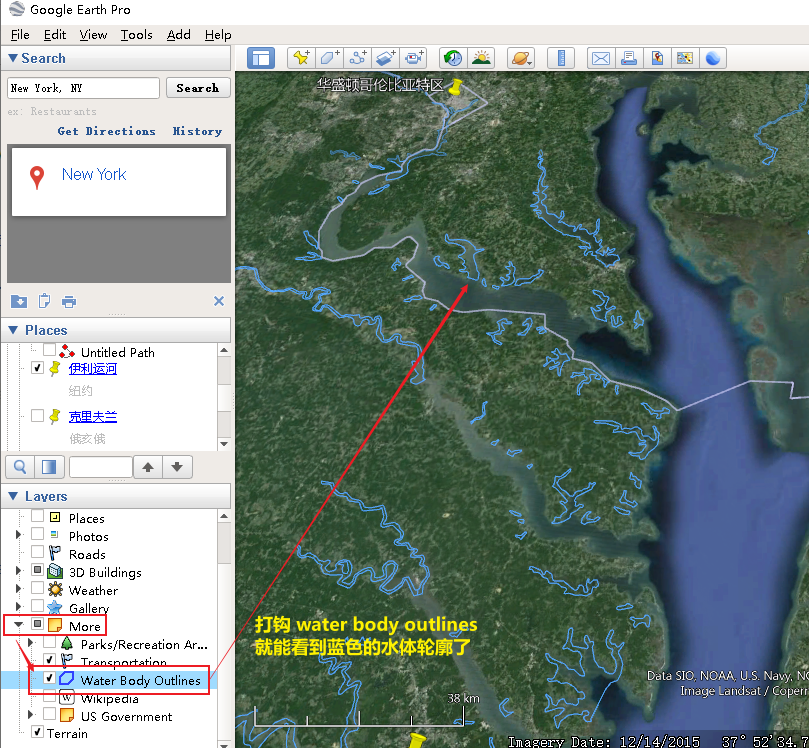 Google Earth Pro
File Edit View Tools Add Help
Search
New York, NY Search
ex: Restaurants
Get Directions History
New York
Places
Untitled Path
伊利运河
纽约
克里夫兰
俄亥俄
Layers
Places
Photos
Roads
3D Buildings
Weather
Gallery
More
Parks/Recreation Ar...
Transportation
Water Body Outlines
Wikipedia
US Government
Terrain
华盛顿哥伦比亚特区
打钩 water body outlines
就能看到蓝色的水体轮廓了
Data SIO, NOAA, U.S. Navy,
Image Landsat /
38 km
Imagery Date: 12/14/2015 37° 52'34.7